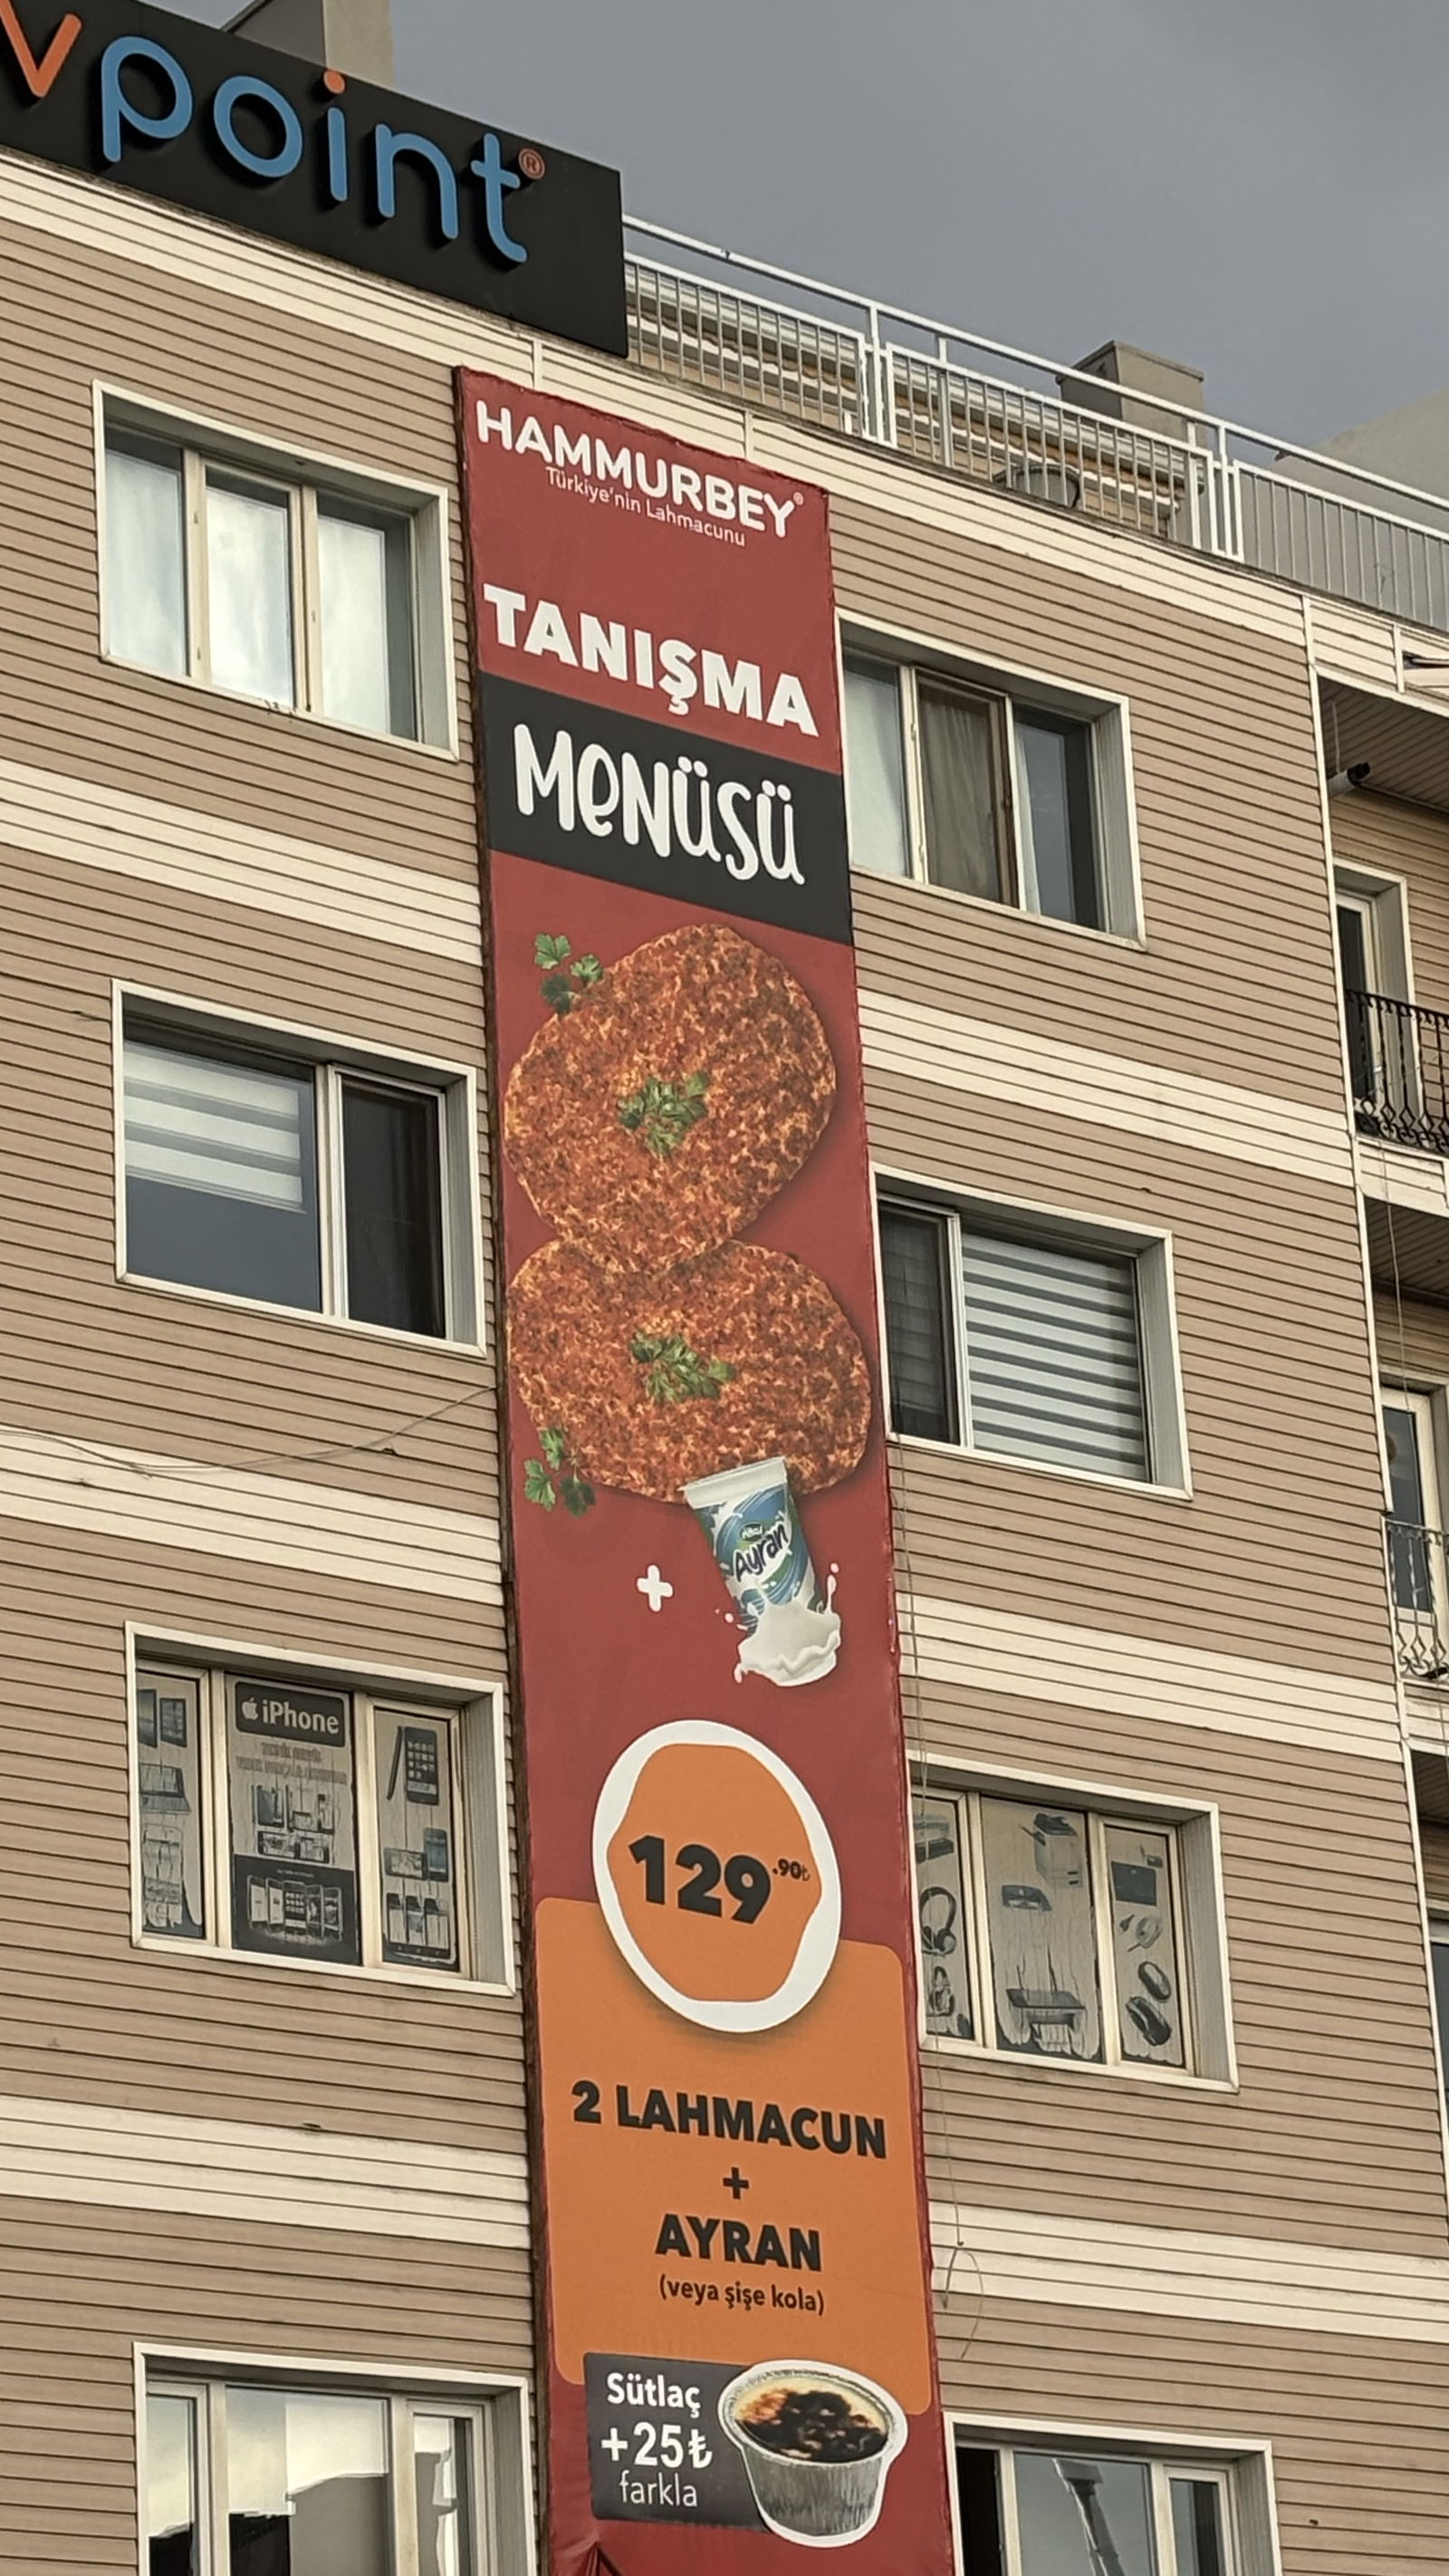 vpoint®
HAMMURBEY®
Türkiye'nin Lahmacunu
TANIŞMA
MENÜSÜ
Ayran
+
129.90₺
2 LAHMACUN
+
AYRAN
(veya şişe kola)
Sütlaç
+25₺
farkla
iPhone